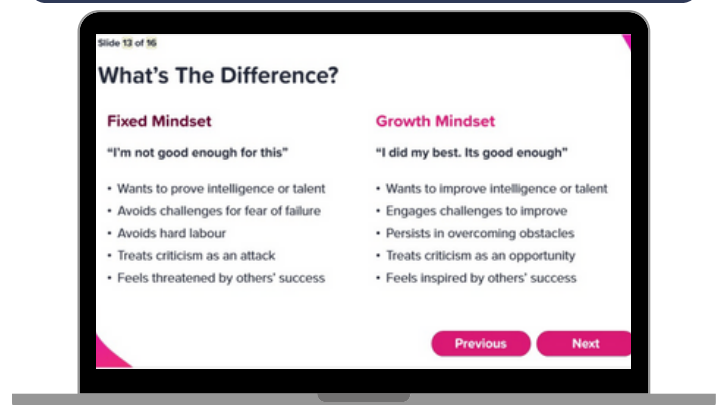 Slide 13 of 16
What's The Difference?
Fixed Mindset
"I'm not good enough for this"
• Wants to prove intelligence or talent
• Avoids challenges for fear of failure
• Avoids hard labour
• Treats criticism as an attack
• Feels threatened by others' success
Growth Mindset
"I did my best. Its good enough"
• Wants to improve intelligence or talent
• Engages challenges to improve
• Persists in overcoming obstacles
• Treats criticism as an opportunity
• Feels inspired by others' success
Previous
Next